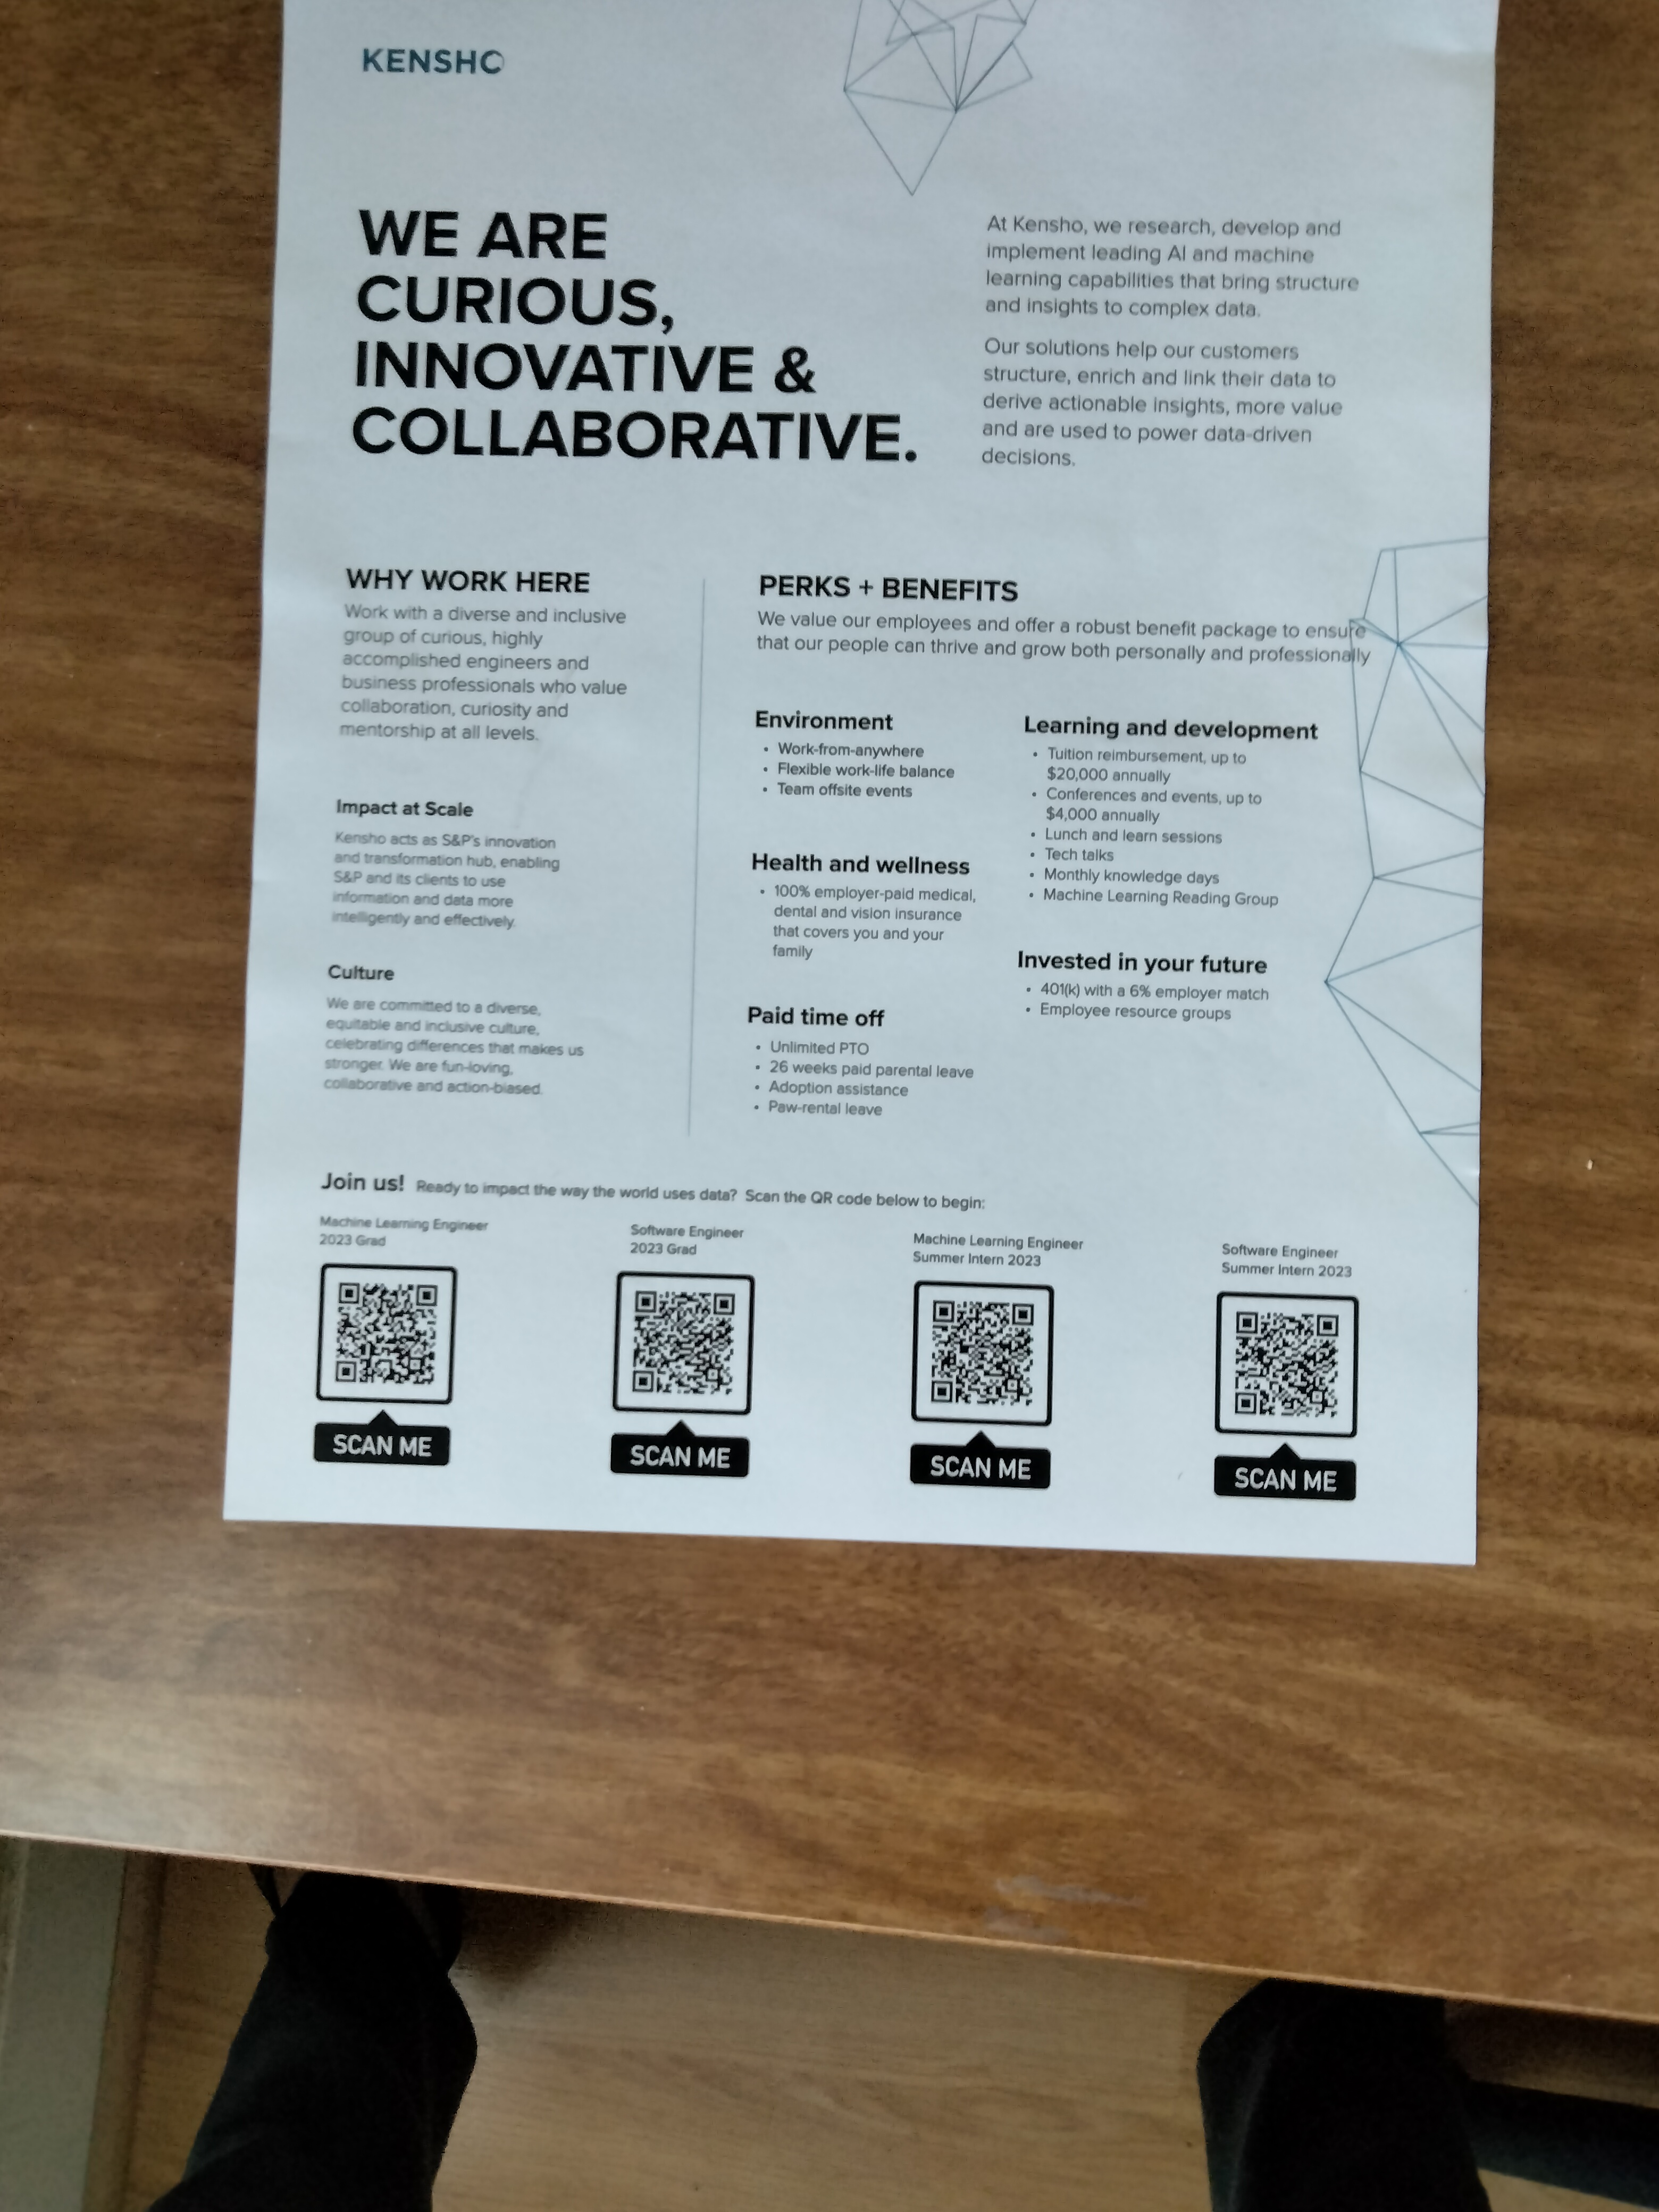 KENSHO
WE ARE
CURIOUS,
INNOVATIVE &
COLLABORATIVE.
At Kensho, we research, develop and
implement leading AI and machine
learning capabilities that bring structure
and insights to complex data.
Our solutions help our customers
structure, enrich and link their data to
derive actionable insights, more value
and are used to power data-driven
decisions.
WHY WORK HERE
Work with a diverse and inclusive
group of curious, highly
accomplished engineers and
business professionals who value
collaboration, curiosity and
mentorship at all levels.
Impact at Scale
Kensho acts as S&P's innovation
and transformation hub, enabling
S&P and its clients to use
information and data more
intelligently and effectively.
Culture
We are committed to a diverse,
equitable and inclusive culture,
celebrating differences that makes us
stronger. We are fun-loving,
collaborative and action-biased.
PERKS + BENEFITS
We value our employees and offer a robust benefit package to ensure
that our people can thrive and grow both personally and professionally
Environment
• Work-from-anywhere
• Flexible work-life balance
• Team offsite events
Health and wellness
• 100% employer-paid medical,
dental and vision insurance
that covers you and your
family
Paid time off
• Unlimited PTO
• 26 weeks paid parental leave
• Adoption assistance
• Paw-rental leave
Learning and development
• Tuition reimbursement, up to
$20,000 annually
• Conferences and events, up to
$4,000 annually
• Lunch and learn sessions
• Tech talks
• Monthly knowledge days
• Machine Learning Reading Group
Invested in your future
• 401(k) with a 6% employer match
• Employee resource groups
Join us! Ready to impact the way the world uses data? Scan the QR code below to begin:
Machine Learning Engineer
2023 Grad
SCAN ME
Software Engineer
2023 Grad
SCAN ME
Machine Learning Engineer
Summer Intern 2023
SCAN ME
Software Engineer
Summer Intern 2023
SCAN ME